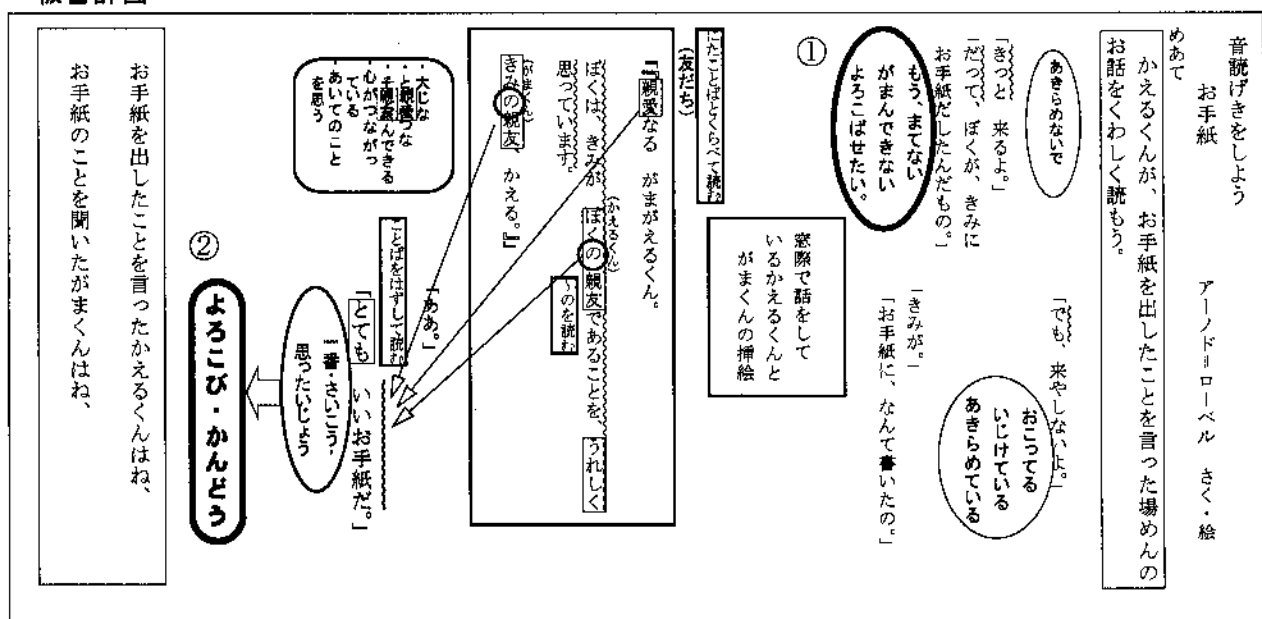 音読げきをしよう
お手紙
アーノルド＝ローベル　さく・絵
めあて
かえるくんが、お手紙を出したことを言った場めんの
お話をくわしく読もう。
あきらめないで
「きっと　来るよ。」
「だって、ぼくが、きみに
お手紙だしたんだもの。」
①
もう、まてない
がまんできない
よろこばせたい。
「でも、来やしないよ。」
おこってる
いじけている
あきらめている
「きみが。」
「お手紙に、なんて書いたの。」
窓際で話をして
いるかえるくんと
がまくんの挿絵
にたことばとくらべて読む
(友だち)
『『親愛なる　がまがえるくん。
(かえるくん)
ぼくは、きみが　ぼくの親友であることを、うれしく
思っています。
(がまくん)
きみの親友、かえる。』』
～のを読む
大じな
心がつながっ
ている
あいてのこと
を思う
「ああ。」
ことばをはずして読む
「とても　いいお手紙だ。」
一番・さいこう・
思ったいじょう
②
よろこび・かんどう
お手紙を出したことを言ったかえるくんはね、
お手紙のことを聞いたがまくんはね、